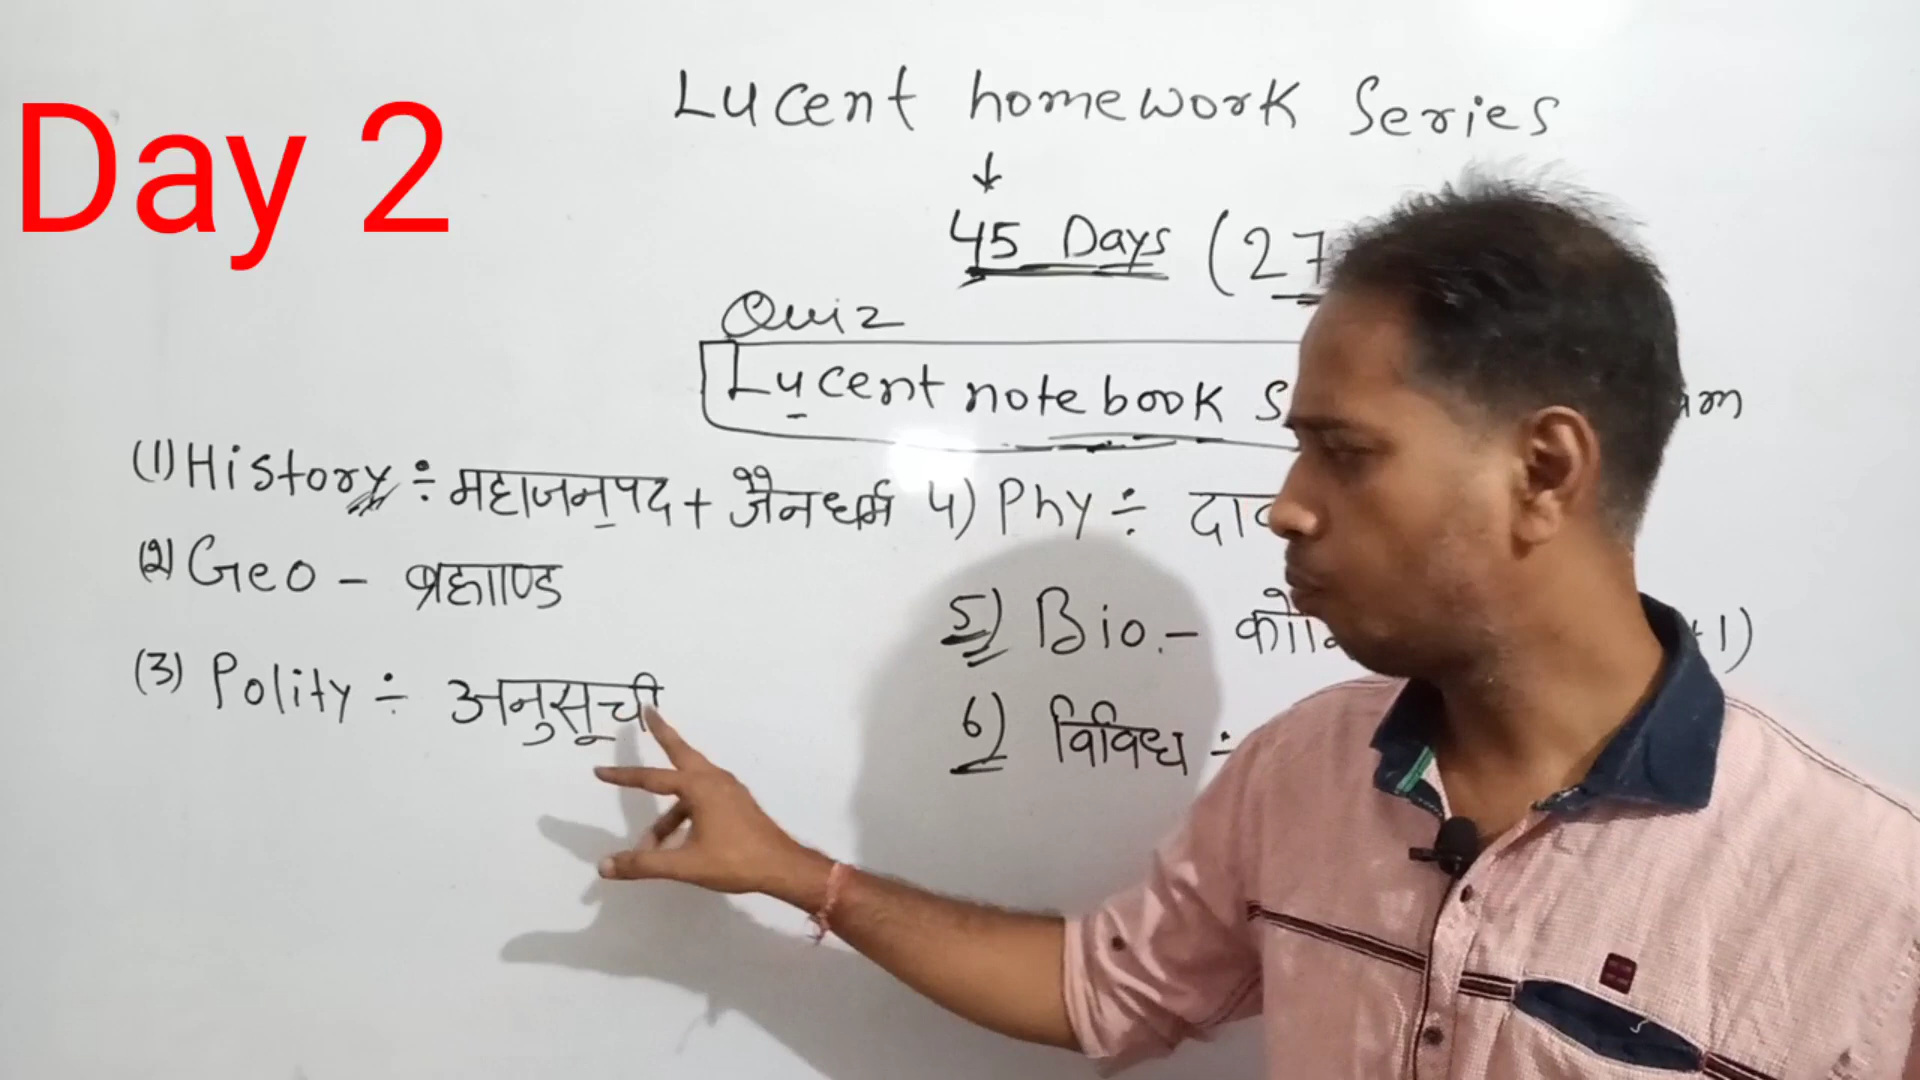 Day 2
Lucent homework Series
↓
45 Days (27
Quiz
Lucent notebook S
(1) History ÷ महाजनपद + जैनधर्म
(2) Geo - ब्रह्माण्ड
(3) Polity ÷ अनुसूची
4) Phy ÷
5) Bio. - +1)
6) विविध ÷